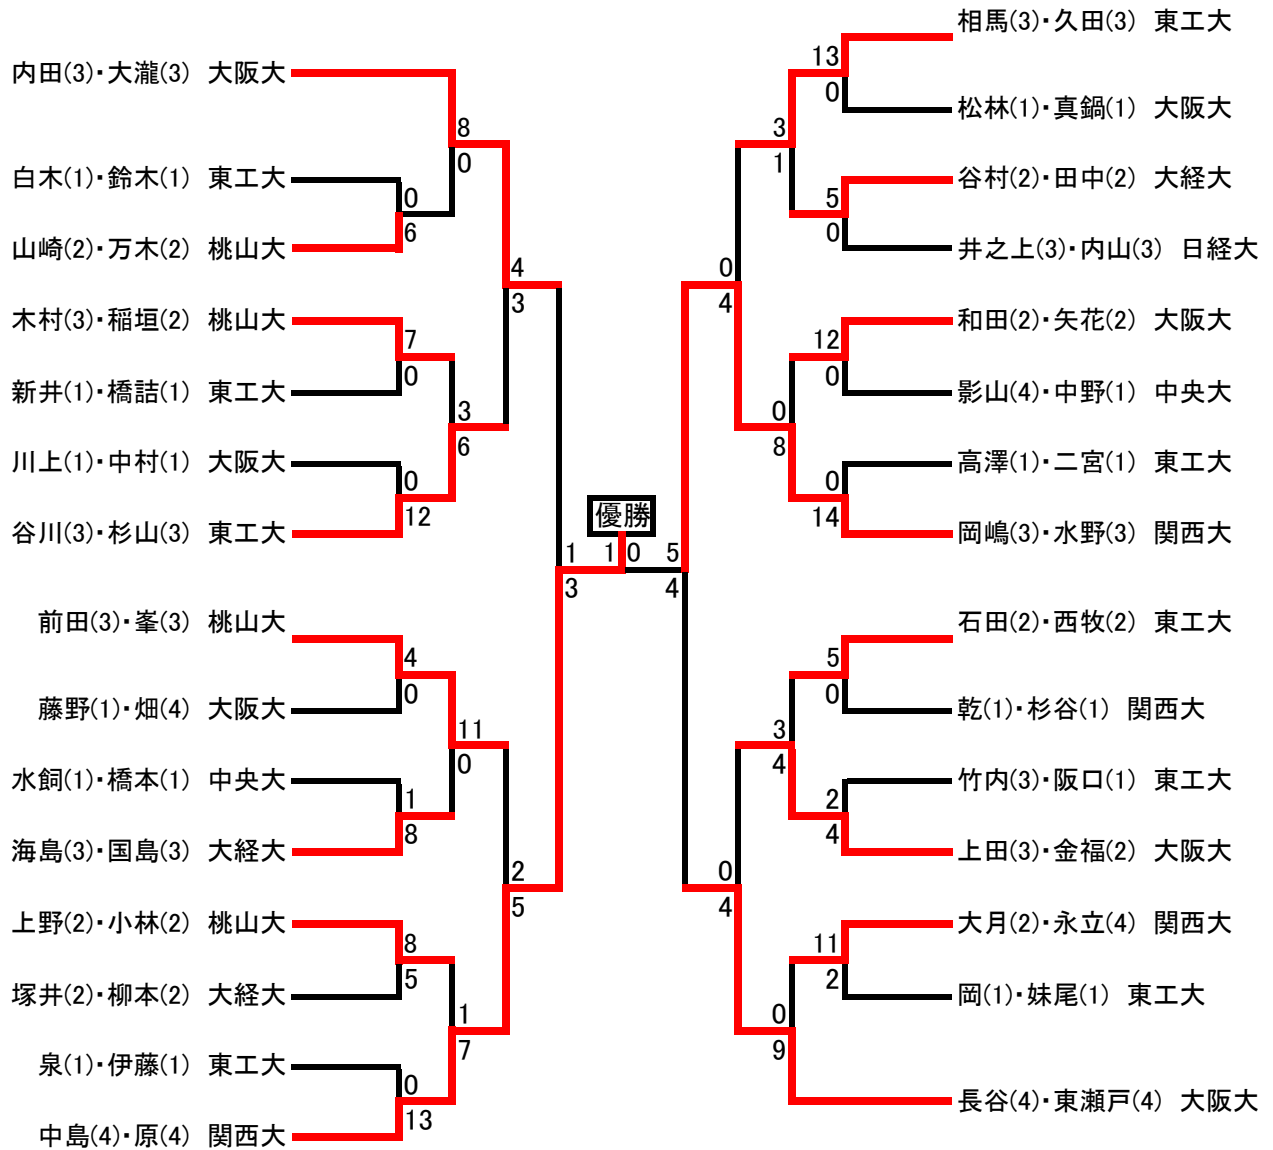 内田(3)・大瀧(3) 大阪大
白木(1)・鈴木(1) 東工大
山崎(2)・万木(2) 桃山大
木村(3)・稲垣(2) 桃山大
新井(1)・橋詰(1) 東工大
川上(1)・中村(1) 大阪大
谷川(3)・杉山(3) 東工大
前田(3)・峯(3) 桃山大
藤野(1)・畑(4) 大阪大
水飼(1)・橋本(1) 中央大
海島(3)・国島(3) 大経大
上野(2)・小林(2) 桃山大
塚井(2)・柳本(2) 大経大
泉(1)・伊藤(1) 東工大
中島(4)・原(4) 関西大
0
6
7
0
0
12
4
0
1
8
8
5
0
13
8
0
3
6
11
0
1
7
4
3
2
5
1
3
優勝
1 0
5
4
0
4
0
4
3
1
0
8
3
4
0
9
13
0
5
0
12
0
0
14
5
0
2
4
11
2
相馬(3)・久田(3) 東工大
松林(1)・真鍋(1) 大阪大
谷村(2)・田中(2) 大経大
井之上(3)・内山(3) 日経大
和田(2)・矢花(2) 大阪大
影山(4)・中野(1) 中央大
高澤(1)・二宮(1) 東工大
岡嶋(3)・水野(3) 関西大
石田(2)・西牧(2) 東工大
乾(1)・杉谷(1) 関西大
竹内(3)・阪口(1) 東工大
上田(3)・金福(2) 大阪大
大月(2)・永立(4) 関西大
岡(1)・妹尾(1) 東工大
長谷(4)・東瀬戸(4) 大阪大